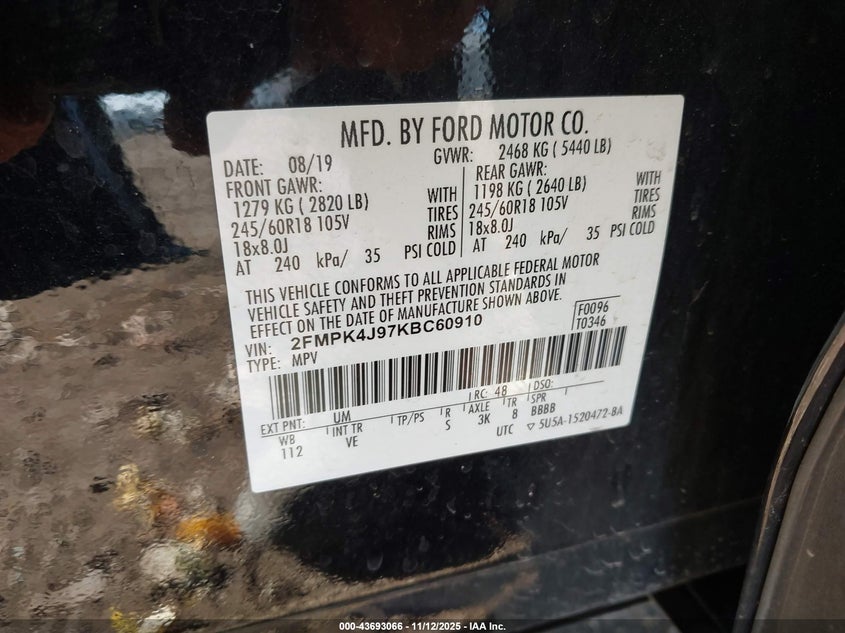 MFD. BY FORD MOTOR CO.
DATE: 08/19
GVWR: 2468 KG ( 5440 LB)
FRONT GAWR:
1279 KG ( 2820 LB)
245/60R18 105V
18x8.0J
WITH
TIRES
RIMS
AT 240 kPa/ 35 PSI COLD
REAR GAWR:
1198 KG ( 2640 LB)
245/60R18 105V
18x8.0J
WITH
TIRES
RIMS
AT 240 kPa/ 35 PSI COLD
THIS VEHICLE CONFORMS TO ALL APPLICABLE FEDERAL MOTOR
VEHICLE SAFETY AND THEFT PREVENTION STANDARDS IN
EFFECT ON THE DATE OF MANUFACTURE SHOWN ABOVE.
VIN: 2FMPK4J97KBC60910
TYPE: MPV
F0096
T0346
EXT PNT: UM RC: 48 DSO:
WB INT TR TP/PS R AXLE TR SPR
112 VE S 3K 8 BBBB
UTC ▽ 5U5A-1520472-BA
000-43693066 - 11/12/2025 - IAA Inc.